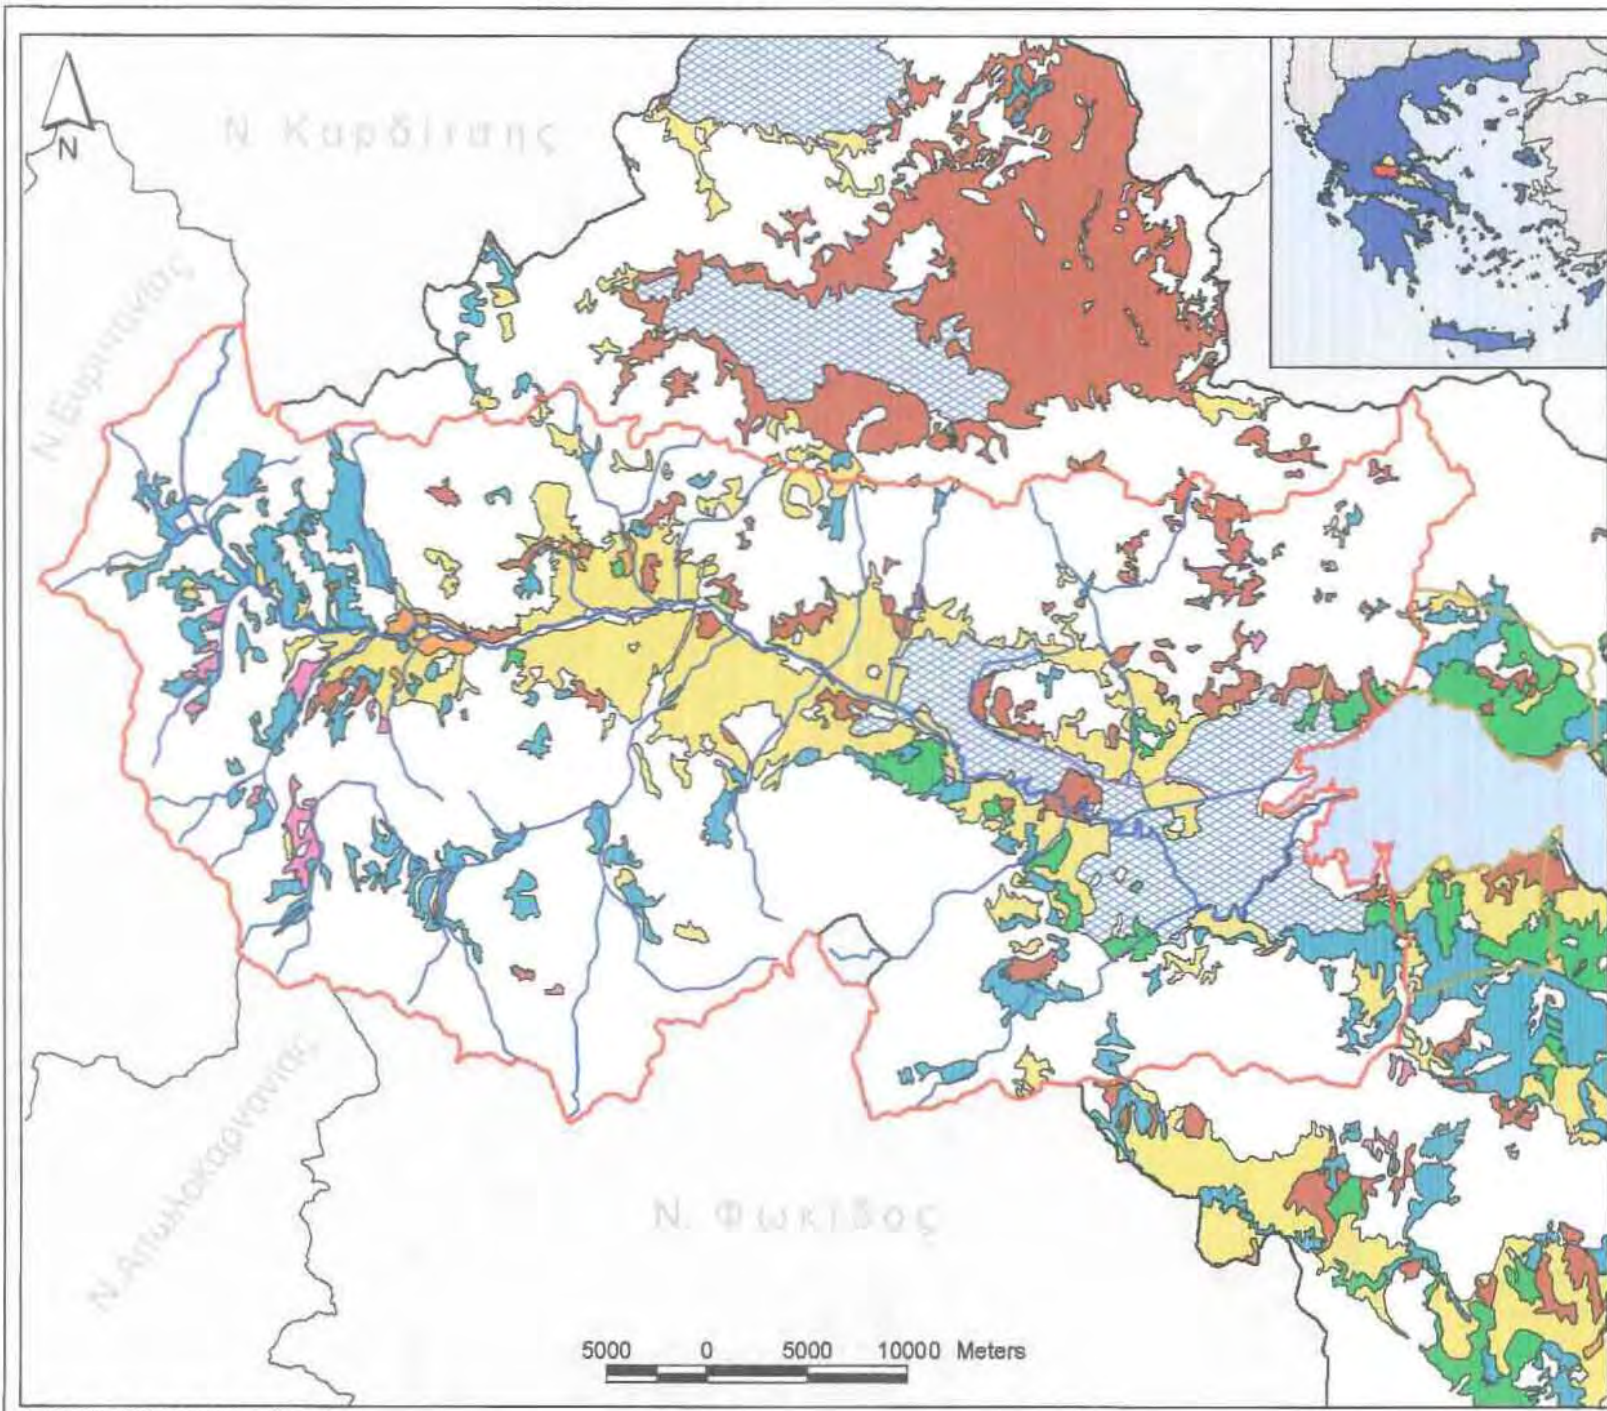 N
Ν. Καρδίτσης
Ν. Ευρυτανίας
Ν. Αιτωλοακαρνανίας
Ν. Φωκίδος
5000 0 5000 10000 Meters